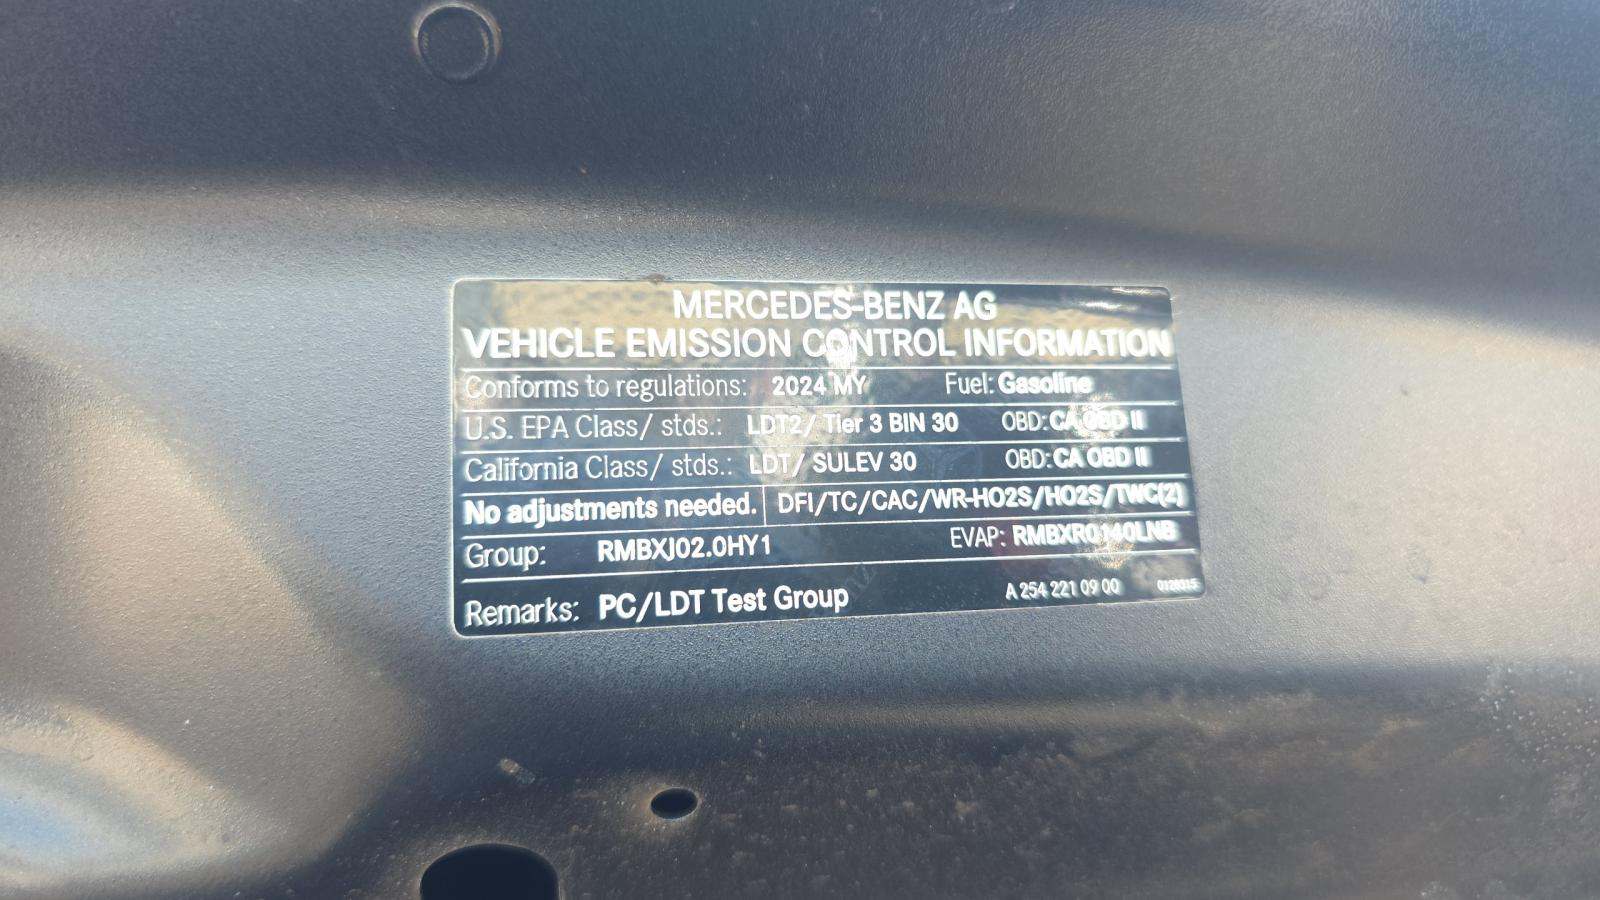 MERCEDES-BENZ AG
VEHICLE EMISSION CONTROL INFORMATION
Conforms to regulations: 2024 MY Fuel: Gasoline
U.S. EPA Class/ stds.: LDT2/ Tier 3 BIN 30 OBD: CA OBD II
California Class/ stds.: LDT/ SULEV 30 OBD: CA OBD II
No adjustments needed. DFI/TC/CAC/WR-HO2S/HO2S/TWC(2)
Group: RMBXJ02.0HY1 EVAP: RMBXR0140LNB
Remarks: PC/LDT Test Group A 254 221 09 00